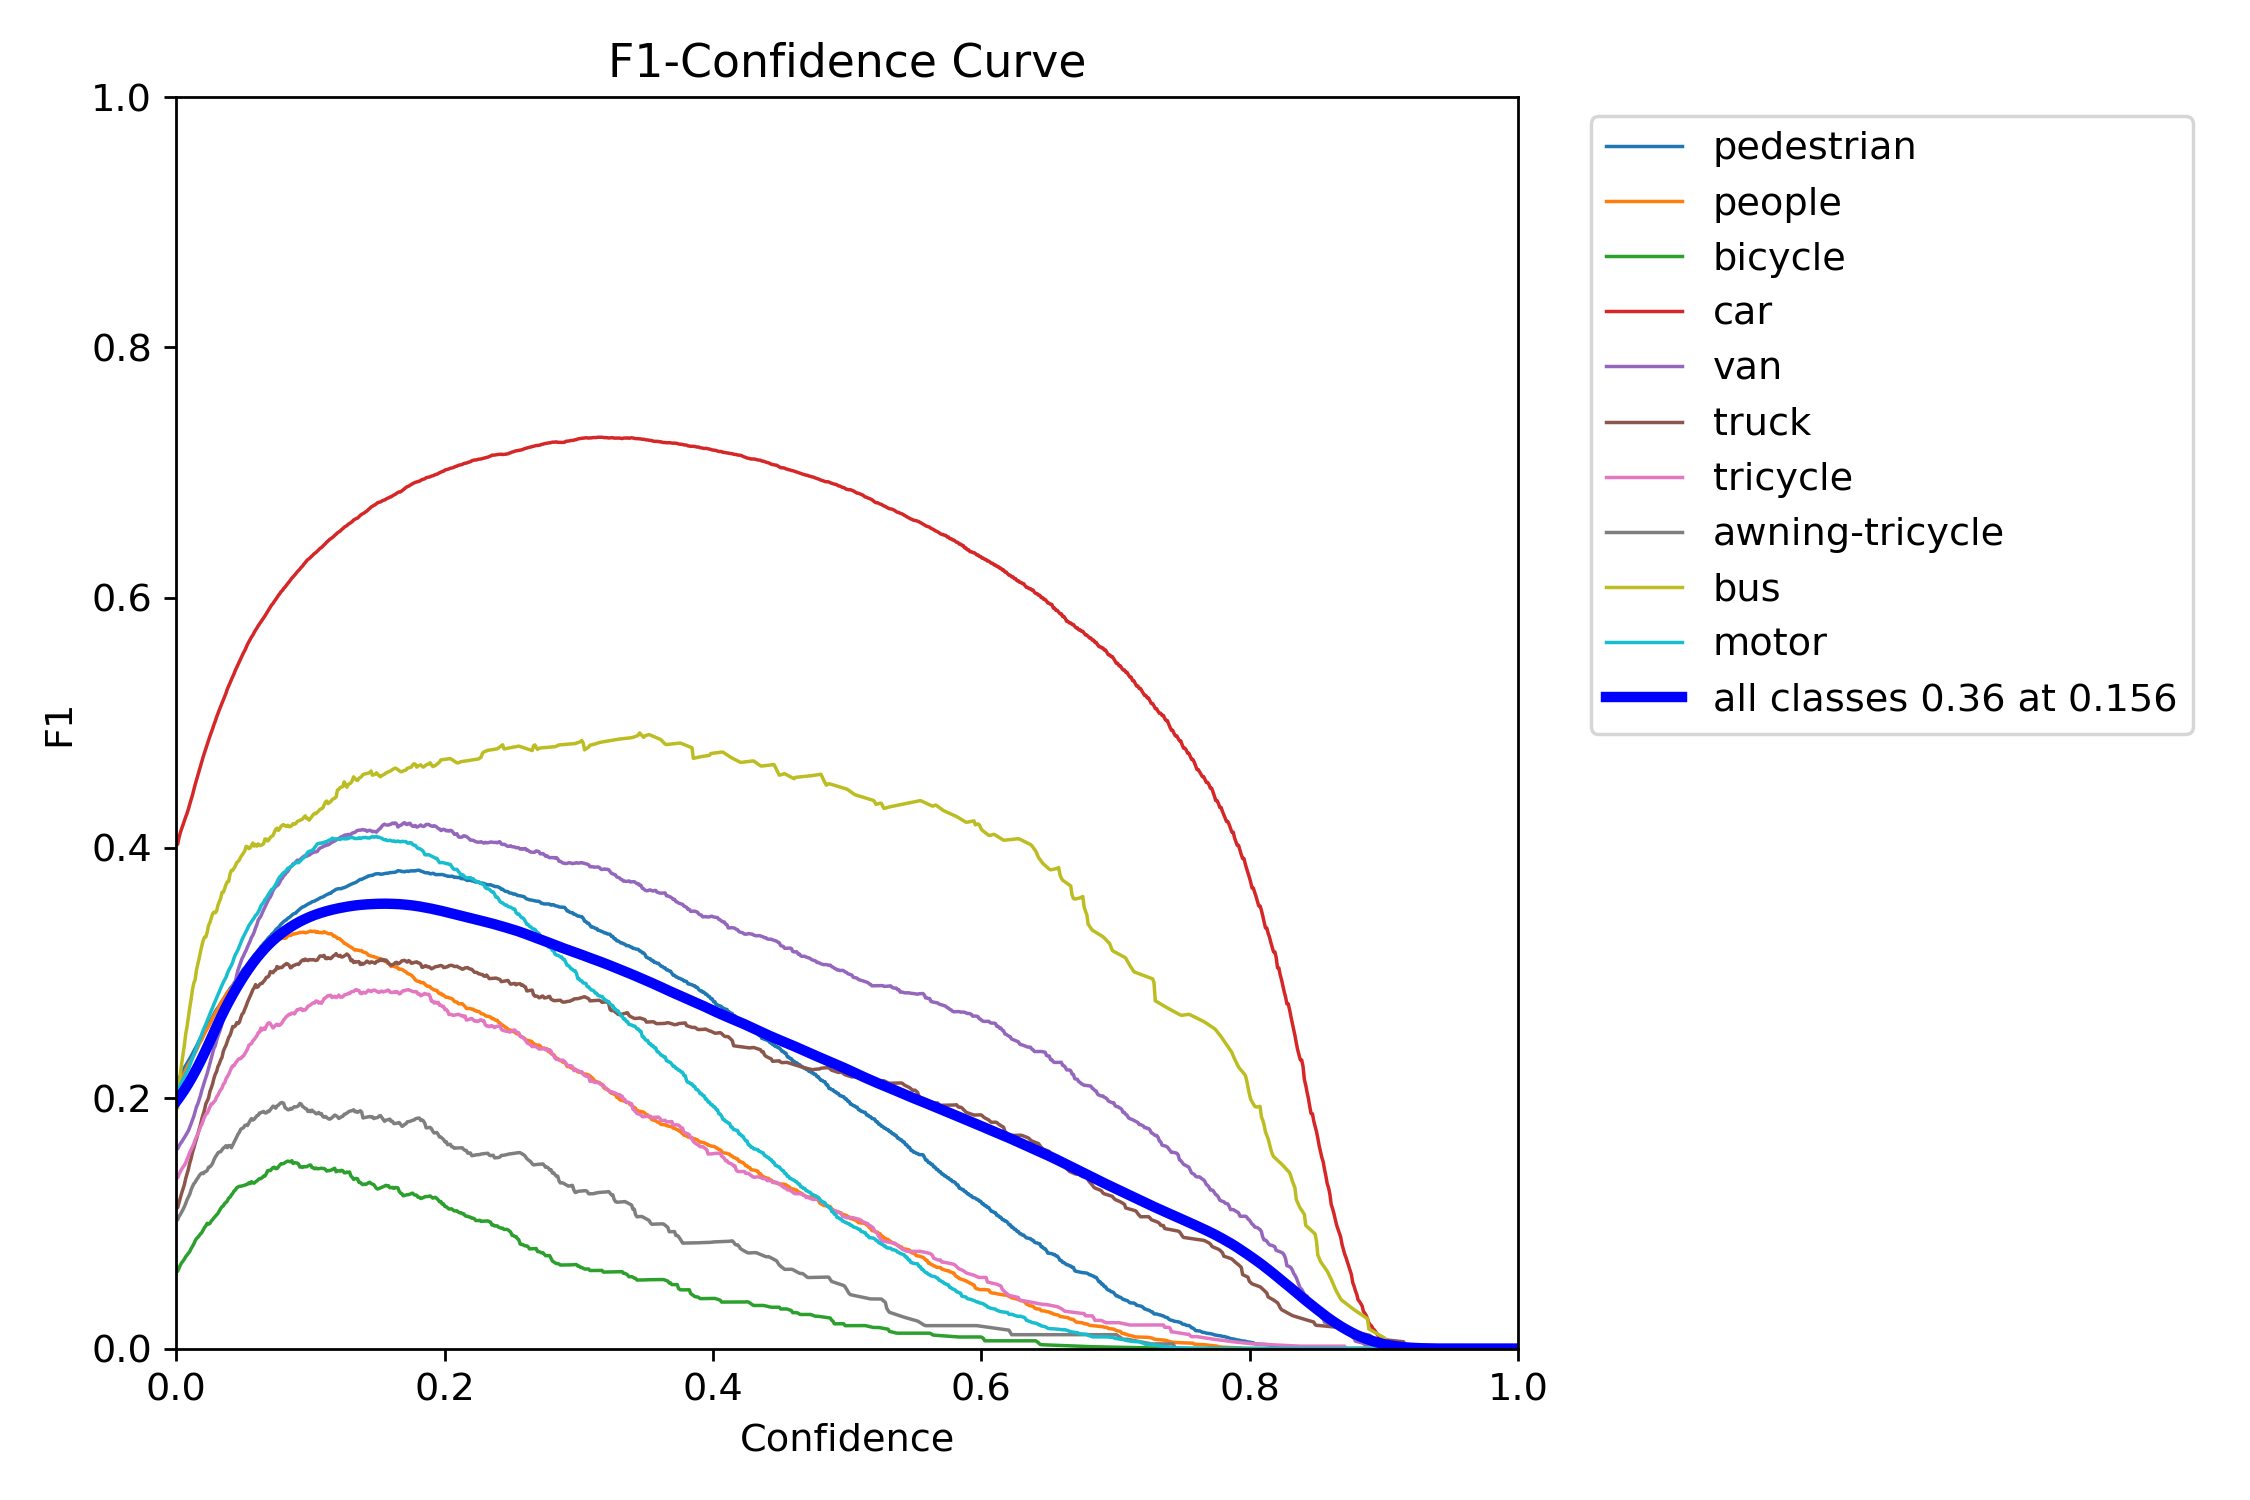 F1-Confidence Curve
1.0
0.8
0.6
0.4
0.2
0.0
F1
0.0 0.2 0.4 0.6 0.8 1.0
Confidence
pedestrian
people
bicycle
car
van
truck
tricycle
awning-tricycle
bus
motor
all classes 0.36 at 0.156